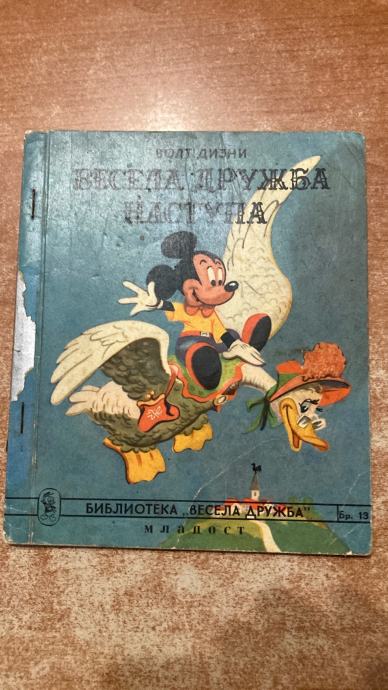 ВОЛТ ДИЗНИ
ВЕСЕЛА ДРУЖБА
НАСТУПА
БИБЛИОТЕКА „ВЕСЕЛА ДРУЖБА"
Бр. 13
младост